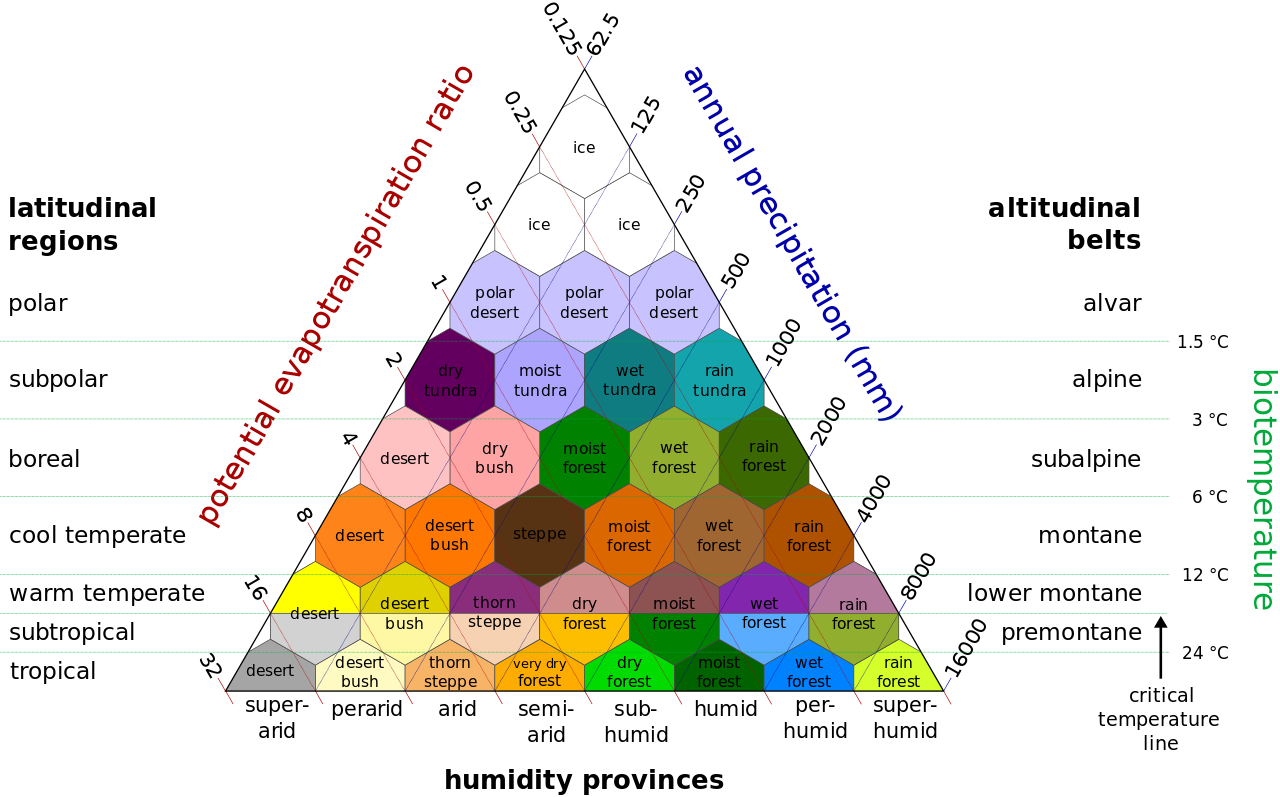 0.125
62.5
0.25
125
0.5
250
1
500
2
1000
4
2000
8
4000
16
8000
32
16000
potential evapotranspiration ratio
annual precipitation (mm)
latitudinal
regions
altitudinal
belts
ice
ice
ice
polar
polar
desert
polar
desert
polar
desert
alvar
1.5 °C
subpolar
dry
tundra
moist
tundra
wet
tundra
rain
tundra
alpine
3 °C
boreal
desert
dry
bush
moist
forest
wet
forest
rain
forest
subalpine
6 °C
cool temperate
desert
desert
bush
steppe
moist
forest
wet
forest
rain
forest
montane
12 °C
warm temperate
subtropical
desert
desert
bush
thorn
steppe
dry
forest
moist
forest
wet
forest
rain
forest
lower montane
premontane
24 °C
tropical
desert
desert
bush
thorn
steppe
very dry
forest
dry
forest
moist
forest
wet
forest
rain
forest
biotemperature
critical
temperature
line
super-
arid
perarid
arid
semi-
arid
sub-
humid
humid
per-
humid
super-
humid
humidity provinces